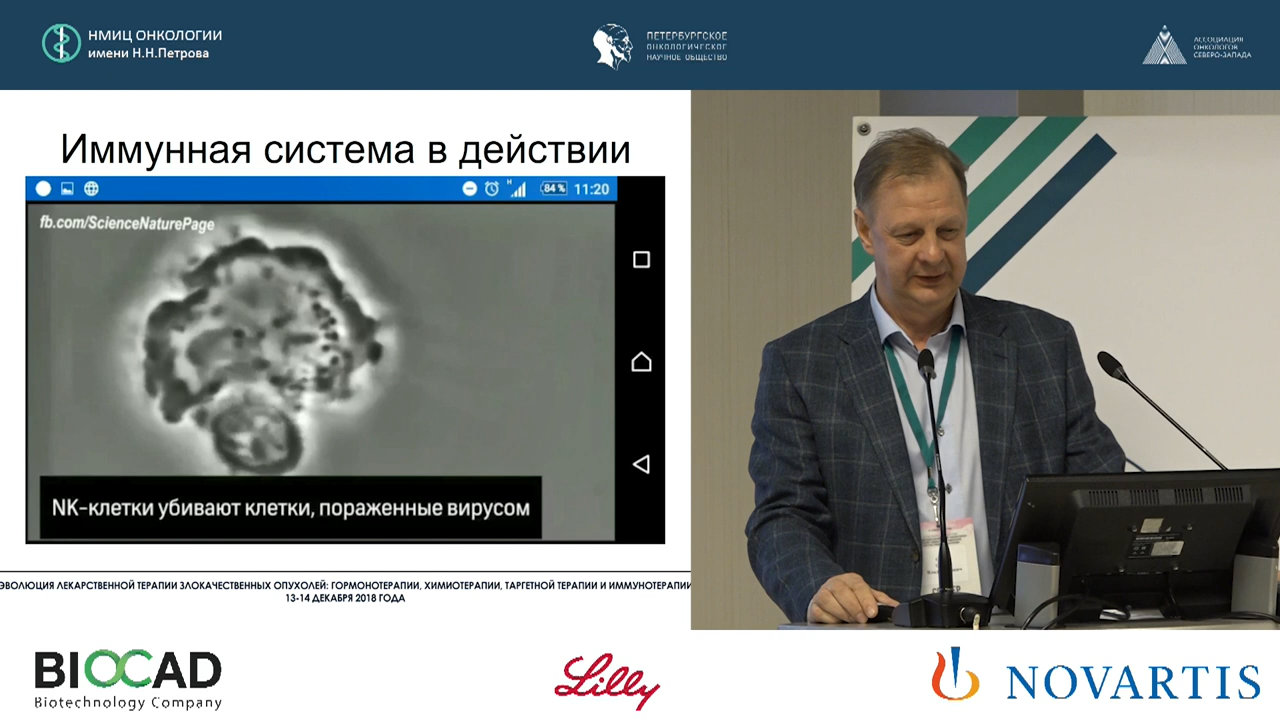 НМИЦ ОНКОЛОГИИ
имени Н.Н.Петрова
ПЕТЕРБУРГСКОЕ
ОНКОЛОГИЧЕСКОЕ
НАУЧНОЕ ОБЩЕСТВО
АССОЦИАЦИЯ
ОНКОЛОГОВ
СЕВЕРО-ЗАПАДА
Иммунная система в действии
H 84% 11:20
fb.com/ScienceNaturePage
NK-клетки убивают клетки, пораженные вирусом
ЭВОЛЮЦИЯ ЛЕКАРСТВЕННОЙ ТЕРАПИИ ЗЛОКАЧЕСТВЕННЫХ ОПУХОЛЕЙ: ГОРМОНОТЕРАПИИ, ХИМИОТЕРАПИИ, ТАРГЕТНОЙ ТЕРАПИИ И ИММУНОТЕРАПИИ
13-14 ДЕКАБРЯ 2018 ГОДА
BIOCAD
Biotechnology Company
Lilly
NOVARTIS